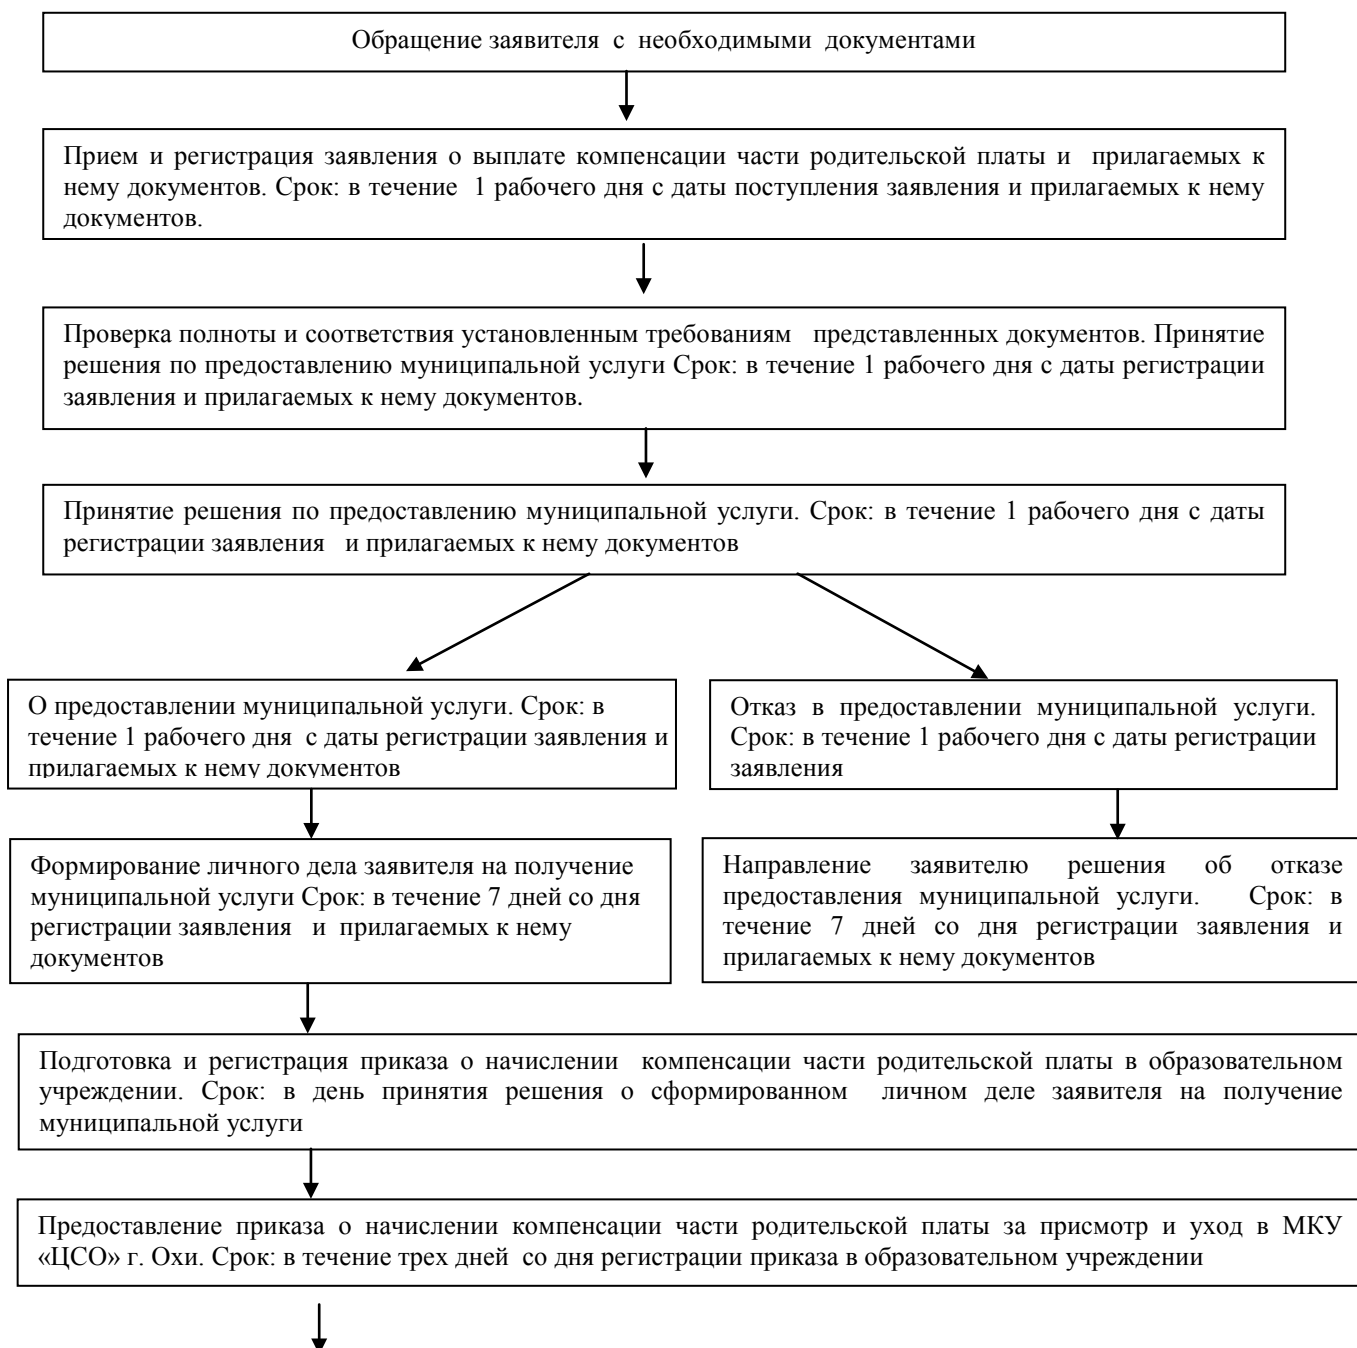 Обращение заявителя с необходимыми документами
Прием и регистрация заявления о выплате компенсации части родительской платы и прилагаемых к
нему документов. Срок: в течение 1 рабочего дня с даты поступления заявления и прилагаемых к нему
документов.
Проверка полноты и соответствия установленным требованиям представленных документов. Принятие
решения по предоставлению муниципальной услуги Срок: в течение 1 рабочего дня с даты регистрации
заявления и прилагаемых к нему документов.
Принятие решения по предоставлению муниципальной услуги. Срок: в течение 1 рабочего дня с даты
регистрации заявления и прилагаемых к нему документов
О предоставлении муниципальной услуги. Срок: в
течение 1 рабочего дня с даты регистрации заявления и
прилагаемых к нему документов
Отказ в предоставлении муниципальной услуги.
Срок: в течение 1 рабочего дня с даты регистрации
заявления
Формирование личного дела заявителя на получение
муниципальной услуги Срок: в течение 7 дней со дня
регистрации заявления и прилагаемых к нему
документов
Направление заявителю решения об отказе
предоставления муниципальной услуги. Срок: в
течение 7 дней со дня регистрации заявления и
прилагаемых к нему документов
Подготовка и регистрация приказа о начислении компенсации части родительской платы в образовательном
учреждении. Срок: в день принятия решения о сформированном личном деле заявителя на получение
муниципальной услуги
Предоставление приказа о начислении компенсации части родительской платы за присмотр и уход в МКУ
«ЦСО» г. Охи. Срок: в течение трех дней со дня регистрации приказа в образовательном учреждении